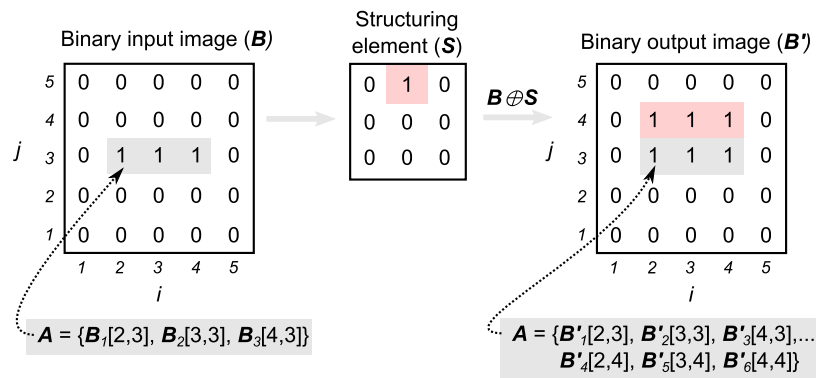 Binary input image (B)
5 0 0 0 0 0
4 0 0 0 0 0
j 3 0 1 1 1 0
2 0 0 0 0 0
1 0 0 0 0 0
1 2 3 4 5
i
A = {B1[2,3], B2[3,3], B3[4,3]}
Structuring
element (S)
0 1 0
0 0 0
0 0 0
B⊕S
Binary output image (B')
5 0 0 0 0 0
4 0 1 1 1 0
j 3 0 1 1 1 0
2 0 0 0 0 0
1 0 0 0 0 0
1 2 3 4 5
i
A = {B'1[2,3], B'2[3,3], B'3[4,3],...
B'4[2,4], B'5[3,4], B'6[4,4]}